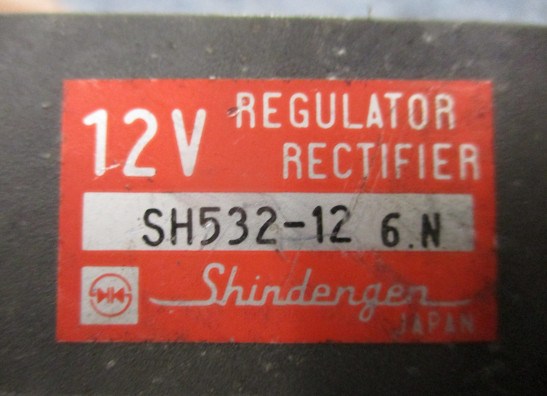 12V REGULATOR
RECTIFIER
SH532-12 6.N
Shindengen
JAPAN